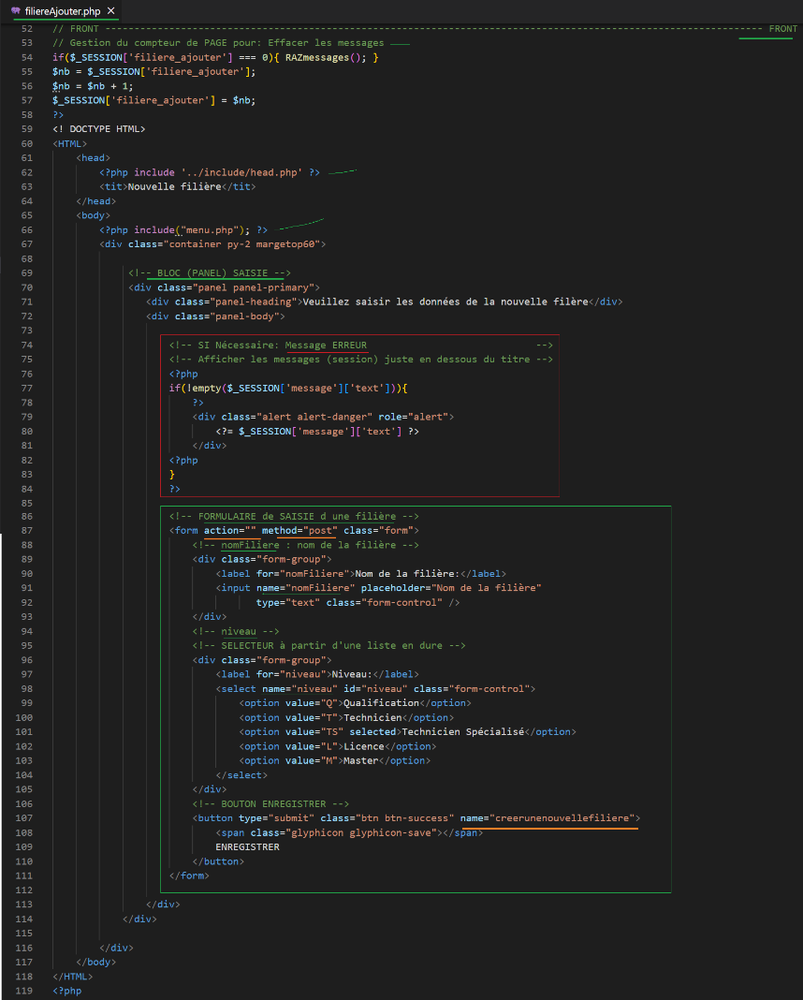 filiereAjouter.php ×
52 // FRONT ------------------------------------------------------------------------------------------------------------------ FRONT
53 // Gestion du compteur de PAGE pour: Effacer les messages
54 if($_SESSION['filiere_ajouter'] === 0){ RAZmessages(); }
55 $nb = $_SESSION['filiere_ajouter'];
56 $nb = $nb + 1;
57 $_SESSION['filiere_ajouter'] = $nb;
58 ?>
59 <! DOCTYPE HTML>
60 <HTML>
61 <head>
62 <?php include '../include/head.php' ?>
63 <tit>Nouvelle filière</tit>
64 </head>
65 <body>
66 <?php include("menu.php"); ?>
67 <div class="container py-2 margetop60">
68
69 <!-- BLOC (PANEL) SAISIE -->
70 <div class="panel panel-primary">
71 <div class="panel-heading">Veuillez saisir les données de la nouvelle filère</div>
72 <div class="panel-body">
73
74 <!-- SI Nécessaire: Message ERREUR -->
75 <!-- Afficher les messages (session) juste en dessous du titre -->
76 <?php
77 if(!empty($_SESSION['message']['text'])){
78 ?>
79 <div class="alert alert-danger" role="alert">
80 <?= $_SESSION['message']['text'] ?>
81 </div>
82 <?php
83 }
84 ?>
85
86 <!-- FORMULAIRE de SAISIE d une filière -->
87 <form action="" method="post" class="form">
88 <!-- nomFiliere : nom de la filière -->
89 <div class="form-group">
90 <label for="nomFiliere">Nom de la filière:</label>
91 <input name="nomFiliere" placeholder="Nom de la filière"
92 type="text" class="form-control" />
93 </div>
94 <!-- niveau -->
95 <!-- SELECTEUR à partir d'une liste en dure -->
96 <div class="form-group">
97 <label for="niveau">Niveau:</label>
98 <select name="niveau" id="niveau" class="form-control">
99 <option value="Q">Qualification</option>
100 <option value="T">Technicien</option>
101 <option value="TS" selected>Technicien Spécialisé</option>
102 <option value="L">Licence</option>
103 <option value="M">Master</option>
104 </select>
105 </div>
106 <!-- BOUTON ENREGISTRER -->
107 <button type="submit" class="btn btn-success" name="creerunenouvellefiliere">
108 <span class="glyphicon glyphicon-save"></span>
109 ENREGISTRER
110 </button>
111 </form>
112
113 </div>
114 </div>
115
116 </div>
117 </body>
118 </HTML>
119 <?php